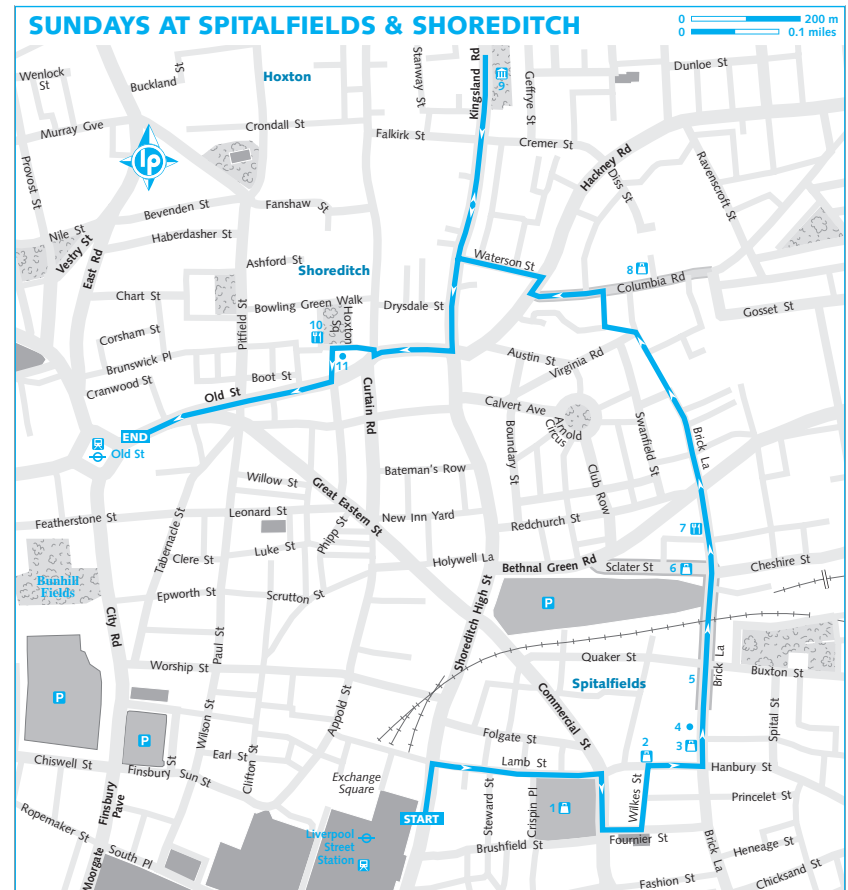 SUNDAYS AT SPITALFIELDS & SHOREDITCH
0 200 m
0 0.1 miles
Wenlock
St
Buckland
St
Hoxton
Stanway St
Kingsland Rd
9
Geffrye St
Dunloe St
Murray Gve
lp
Crondall St
Falkirk St
Cremer St
Hackney Rd
Diss St
Ravenscroft St
Provost St
Bevenden St
Fanshaw St
Nile St
Vestry St
East Rd
Haberdasher St
Ashford St
Shoreditch
Waterson St
8
Columbia Rd
Chart St
Pitfield St
Bowling Green Walk
Hoxton
Sq
Drysdale St
Gosset St
Corsham St
10
11
Brunswick Pl
Cranwood St
Boot St
Old St
Curtain Rd
Austin St
Virginia Rd
Calvert Ave
Arnold
Circus
Boundary St
Swanfield St
Brick La
END
Old St
Willow St
Great Eastern St
Bateman's Row
Club Row
Featherstone St
Tabernacle St
Leonard St
Phipp St
New Inn Yard
Redchurch St
7
Clere St
Luke St
Holywell La
Bethnal Green Rd
Sclater St
6
Cheshire St
Bunhill
Fields
Epworth St
Scrutton St
P
City Rd
Paul St
Shoreditch High St
Worship St
Quaker St
Spitalfields
5
Brick La
Buxton St
P
P
Wilson St
Appold St
Commercial St
Spital St
4
3
2
Folgate St
Lamb St
Hanbury St
Chiswell St
Finsbury St
Sun St
Earl St
Clifton St
Exchange
Square
Steward St
Crispin Pl
1
Wilkes St
Princelet St
START
Finsbury
Pave
Ropemaker St
South Pl
Moorgate
Liverpool
Street
Station
Brushfield St
Fournier St
Brick La
Heneage St
Fashion St
Chicksand St